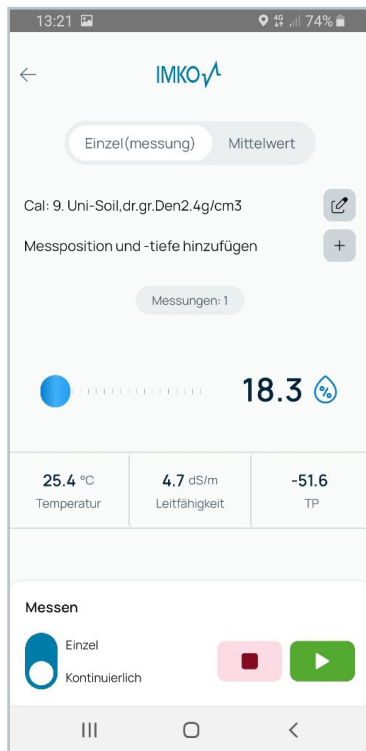 13:21 4G 74%
IMKO
Einzel(messung) Mittelwert
Cal: 9. Uni-Soil,dr.gr.Den2.4g/cm3
Messposition und -tiefe hinzufügen +
Messungen: 1
18.3 %
25.4 °C 4.7 dS/m -51.6
Temperatur Leitfähigkeit TP
Messen
Einzel
Kontinuierlich